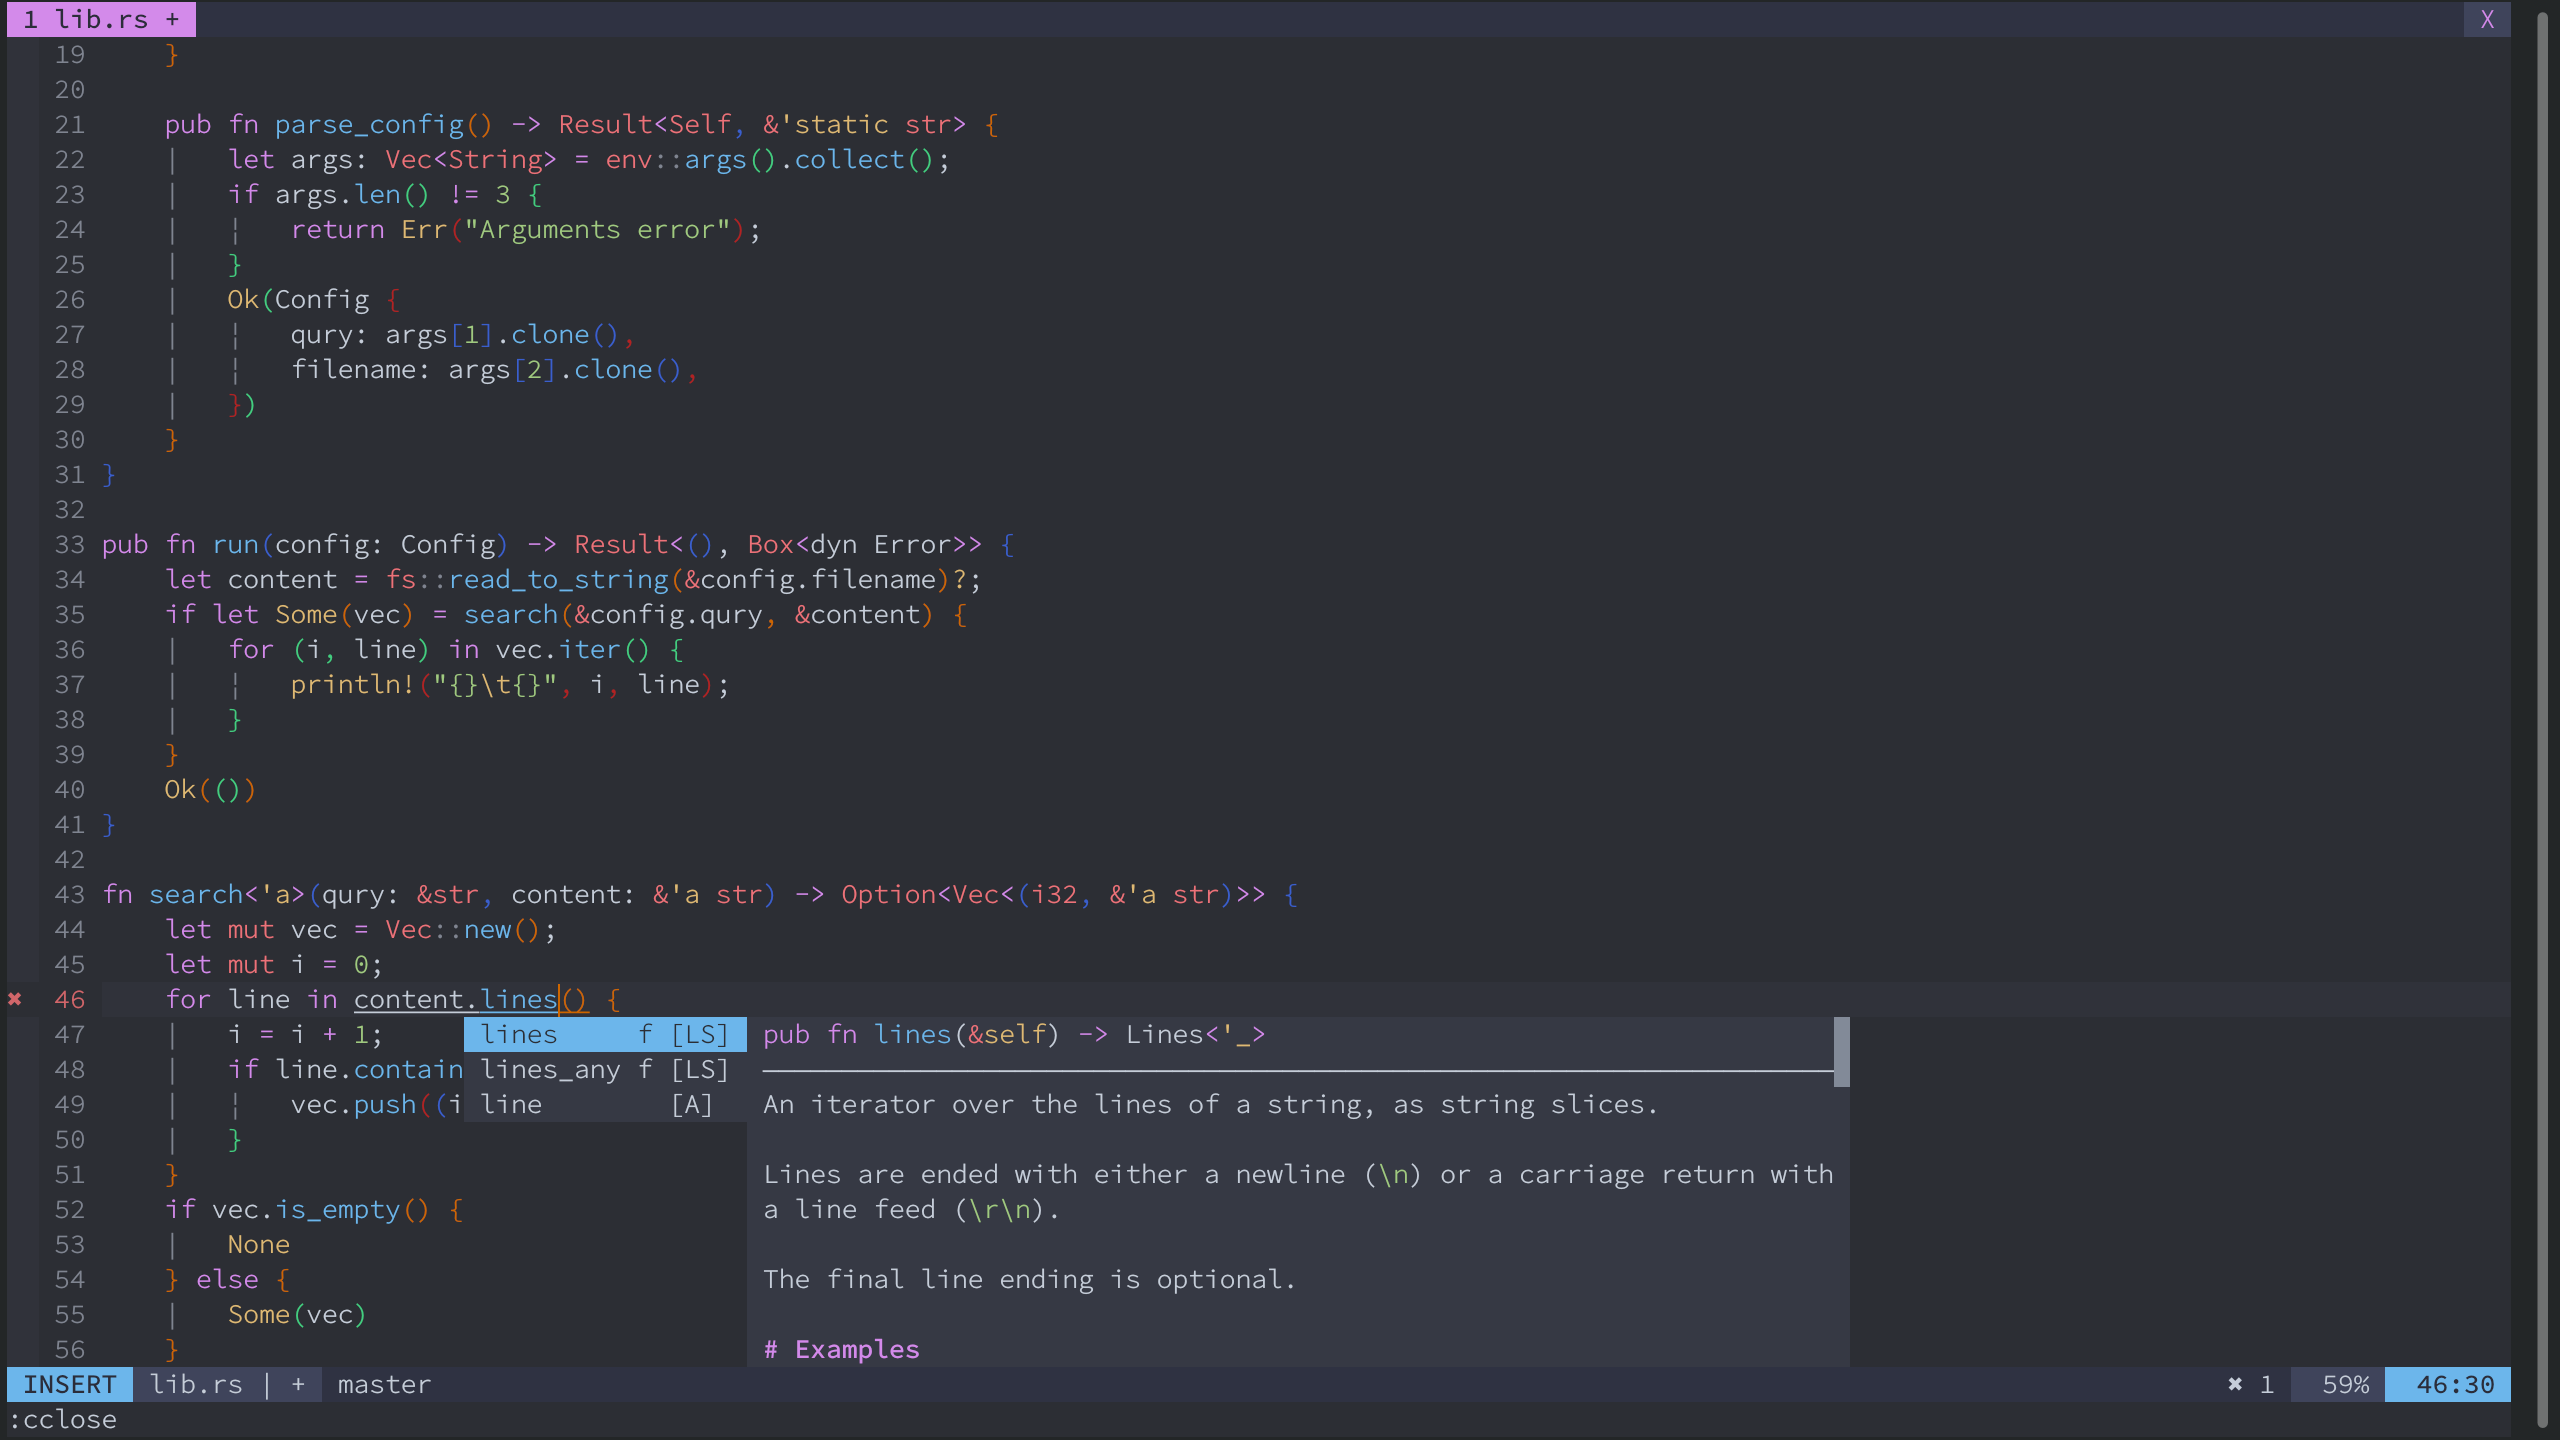 1 lib.rs + X
19     }
20
21     pub fn parse_config() -> Result<Self, &'static str> {
22     |   let args: Vec<String> = env::args().collect();
23     |   if args.len() != 3 {
24     |   ¦   return Err("Arguments error");
25     |   }
26     |   Ok(Config {
27     |   ¦   qury: args[1].clone(),
28     |   ¦   filename: args[2].clone(),
29     |   })
30     }
31 }
32
33 pub fn run(config: Config) -> Result<(), Box<dyn Error>> {
34     let content = fs::read_to_string(&config.filename)?;
35     if let Some(vec) = search(&config.qury, &content) {
36     |   for (i, line) in vec.iter() {
37     |   ¦   println!("{}\t{}", i, line);
38     |   }
39     }
40     Ok(())
41 }
42
43 fn search<'a>(qury: &str, content: &'a str) -> Option<Vec<(i32, &'a str)>> {
44     let mut vec = Vec::new();
45     let mut i = 0;
✖ 46     for line in content.lines() {
47     |   i = i + 1;     lines     f [LS] pub fn lines(&self) -> Lines<'_>
48     |   if line.contain lines_any f [LS]
49     |   ¦   vec.push((i line        [A] An iterator over the lines of a string, as string slices.
50     |   }
51     } Lines are ended with either a newline (\n) or a carriage return with
52     if vec.is_empty() { a line feed (\r\n).
53     |   None
54     } else { The final line ending is optional.
55     |   Some(vec)
56     } # Examples
INSERT lib.rs | + master ✖ 1 59% 46:30
:cclose